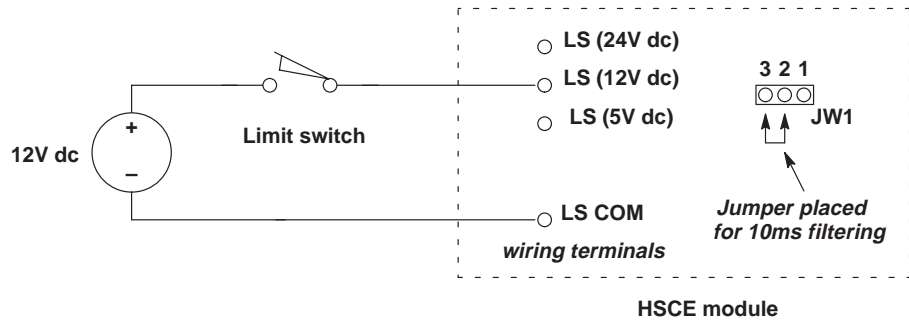 LS (24V dc)
LS (12V dc)
3 2 1
LS (5V dc)
JW1
Limit switch
+
12V dc
–
LS COM
Jumper placed
for 10ms filtering
wiring terminals
HSCE module